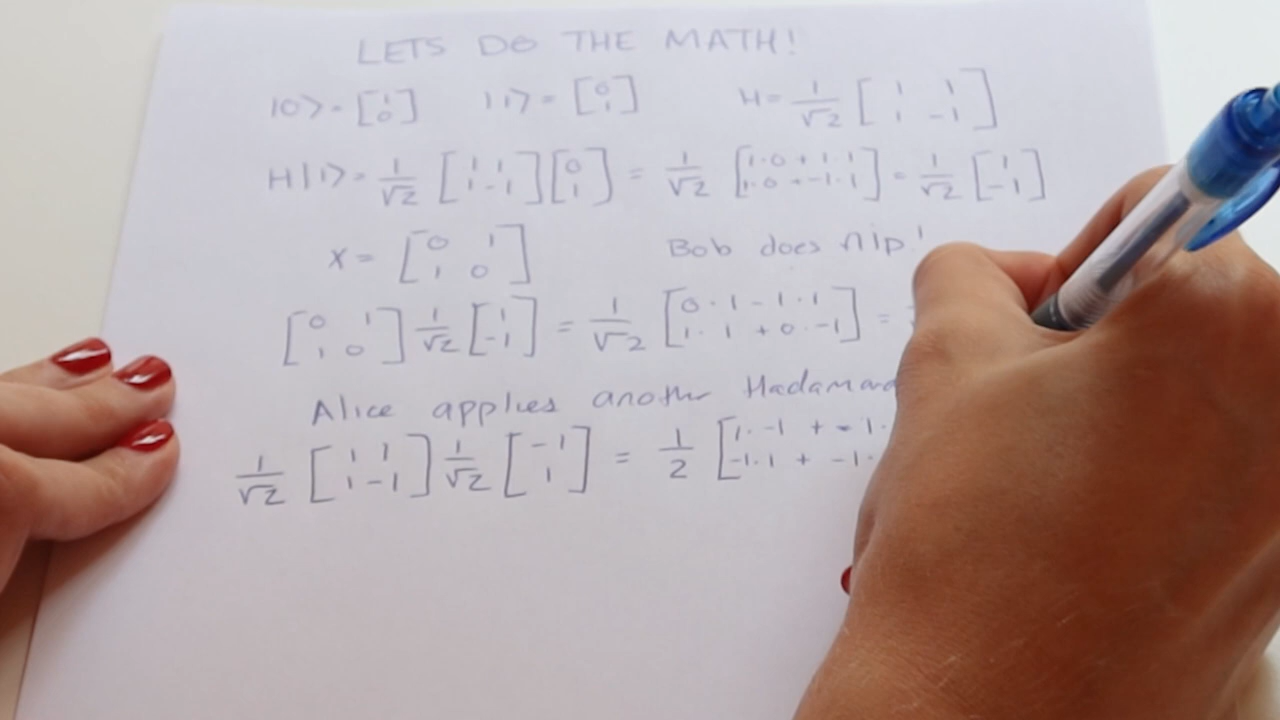 LETS DO THE MATH!
|0> = [1 0] |1> = [0 1] H = 1/√2 [1 1 1 -1]
H|1> = 1/√2 [1 1 1 -1][0 1] = 1/√2 [1·0 + 1·1 1·0 + -1·1] = 1/√2 [1 -1]
X = [0 1 1 0] Bob does flip!
[0 1 1 0] 1/√2 [1 -1] = 1/√2 [0·1 - 1·1 1·1 + 0·-1] =
Alice applies another
1/√2 [1 1 1 -1] 1/√2 [-1 1] = 1/2 [1·-1 + -1· -1·1 + -1·